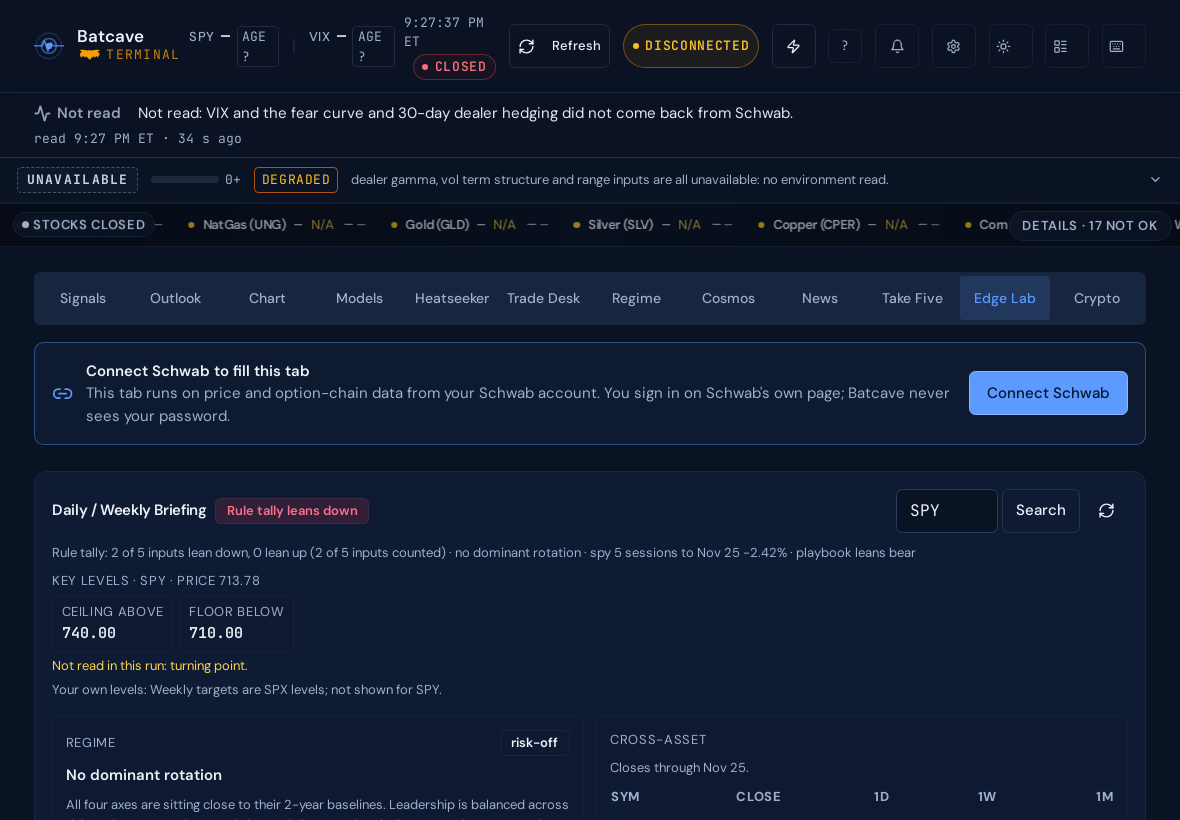 Batcave
TERMINAL
SPY — AGE ?
VIX — AGE ?
9:27:37 PM ET
CLOSED
Refresh
DISCONNECTED
?
Not read Not read: VIX and the fear curve and 30-day dealer hedging did not come back from Schwab.
read 9:27 PM ET · 34 s ago
UNAVAILABLE 0+ DEGRADED dealer gamma, vol term structure and range inputs are all unavailable: no environment read.
STOCKS CLOSED — NatGas (UNG) — N/A — — Gold (GLD) — N/A — — Silver (SLV) — N/A — — Copper (CPER) — N/A — — Corn DETAILS · 17 NOT OK
Signals Outlook Chart Models Heatseeker Trade Desk Regime Cosmos News Take Five Edge Lab Crypto
Connect Schwab to fill this tab
This tab runs on price and option-chain data from your Schwab account. You sign in on Schwab's own page; Batcave never
sees your password.
Connect Schwab
Daily / Weekly Briefing Rule tally leans down SPY Search
Rule tally: 2 of 5 inputs lean down, 0 lean up (2 of 5 inputs counted) · no dominant rotation · spy 5 sessions to Nov 25 -2.42% · playbook leans bear
KEY LEVELS · SPY · PRICE 713.78
CEILING ABOVE
740.00
FLOOR BELOW
710.00
Not read in this run: turning point.
Your own levels: Weekly targets are SPX levels; not shown for SPY.
REGIME risk-off
No dominant rotation
All four axes are sitting close to their 2-year baselines. Leadership is balanced across
CROSS-ASSET
Closes through Nov 25.
SYM CLOSE 1D 1W 1M